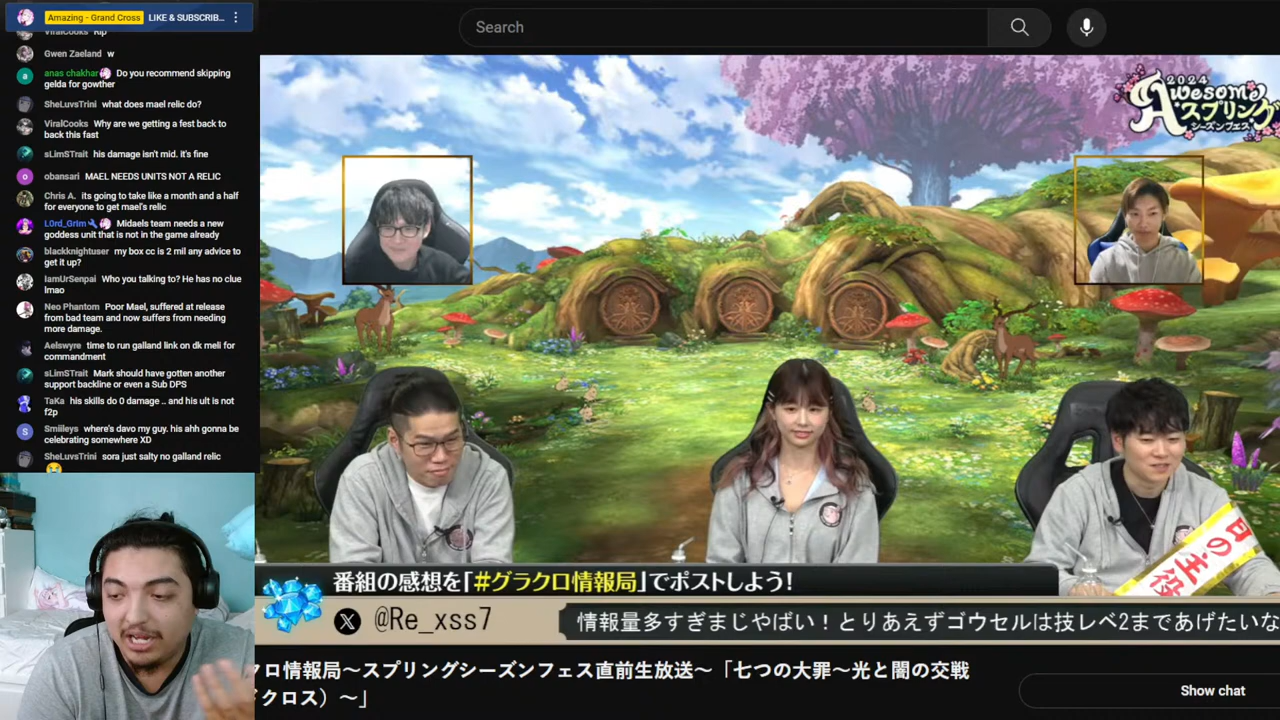 Amazing - Grand Cross LIKE & SUBSCRIB...
ViralCooks Rip
Gwen Zaeland w
anas chakhar Do you recommend skipping
gelda for gowther
SheLuvsTrini what does mael relic do?
ViralCooks Why are we getting a fest back to
back this fast
sLimSTrait his damage isn't mid. it's fine
obansari MAEL NEEDS UNITS NOT A RELIC
Chris A. its going to take like a month and a half
for everyone to get mael's relic
L0rd_Grim Midaels team needs a new
goddess unit that is not in the game already
blackknightuser my box cc is 2 mil any advice to
get it up?
IamUrSenpai Who you talking to? He has no clue
lmao
Neo Phantom Poor Mael, suffered at release
from bad team and now suffers from needing
more damage.
Aelswyre time to run galland link on dk meli for
commandment
sLimSTrait Mark should have gotten another
support backline or even a Sub DPS
TaKa his skills do 0 damage .. and his ult is not
f2p
Smiileys where's davo my guy. his ahh gonna be
celebrating somewhere XD
SheLuvsTrini sora just salty no galland relic
Search
2024
Awesome
スプリング
シーズンフェス
日の主役
番組の感想を「#グラクロ情報局」でポストしよう!
X @Re_xss7
情報量多すぎまじやばい!とりあえずゴウセルは技レベ2まであげたいな
クロ情報局〜スプリングシーズンフェス直前生放送〜「七つの大罪〜光と闇の交戦
ドクロス)〜」
Show chat